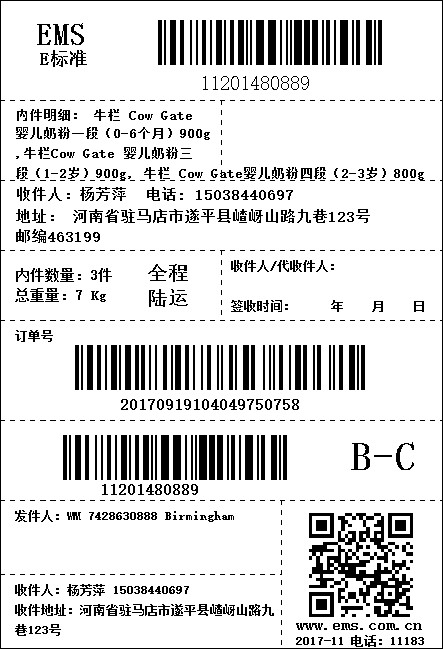 EMS
E标准
11201480889
内件明细： 牛栏 Cow Gate
婴儿奶粉一段（0-6个月）900g
,牛栏Cow Gate 婴儿奶粉三
段（1-2岁）900g, 牛栏 Cow Gate婴儿奶粉四段（2-3岁）800g
收件人：杨芳萍 电话：15038440697
地址： 河南省驻马店市遂平县嵖岈山路九巷123号
邮编463199
内件数量：3件
总重量：7 Kg
全程
陆运
收件人/代收件人：
签收时间： 年 月 日
订单号
20170919104049750758
11201480889
B-C
发件人：WM 7428630888 Birmingham
收件人：杨芳萍 15038440697
收件地址：河南省驻马店市遂平县嵖岈山路九
巷123号
www.ems.com.cn
2017-11 电话：11183